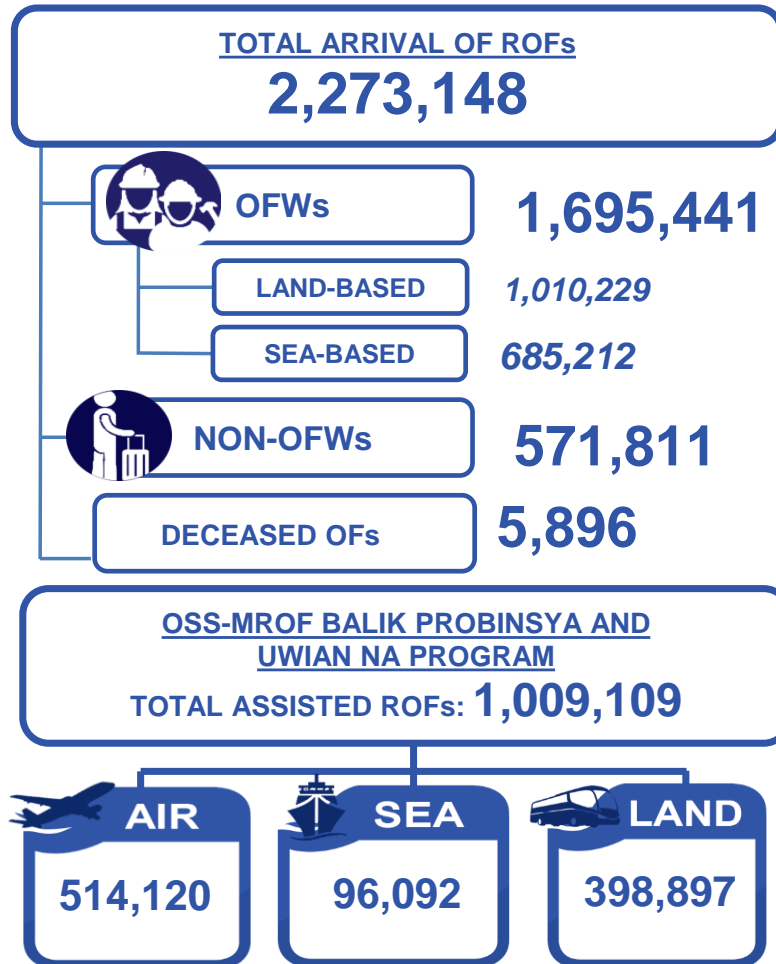 TOTAL ARRIVAL OF ROFs
2,273,148
OFWs 1,695,441
LAND-BASED 1,010,229
SEA-BASED 685,212
NON-OFWs 571,811
DECEASED OFs 5,896
OSS-MROF BALIK PROBINSYA AND
UWIAN NA PROGRAM
TOTAL ASSISTED ROFs: 1,009,109
AIR SEA LAND
514,120 96,092 398,897